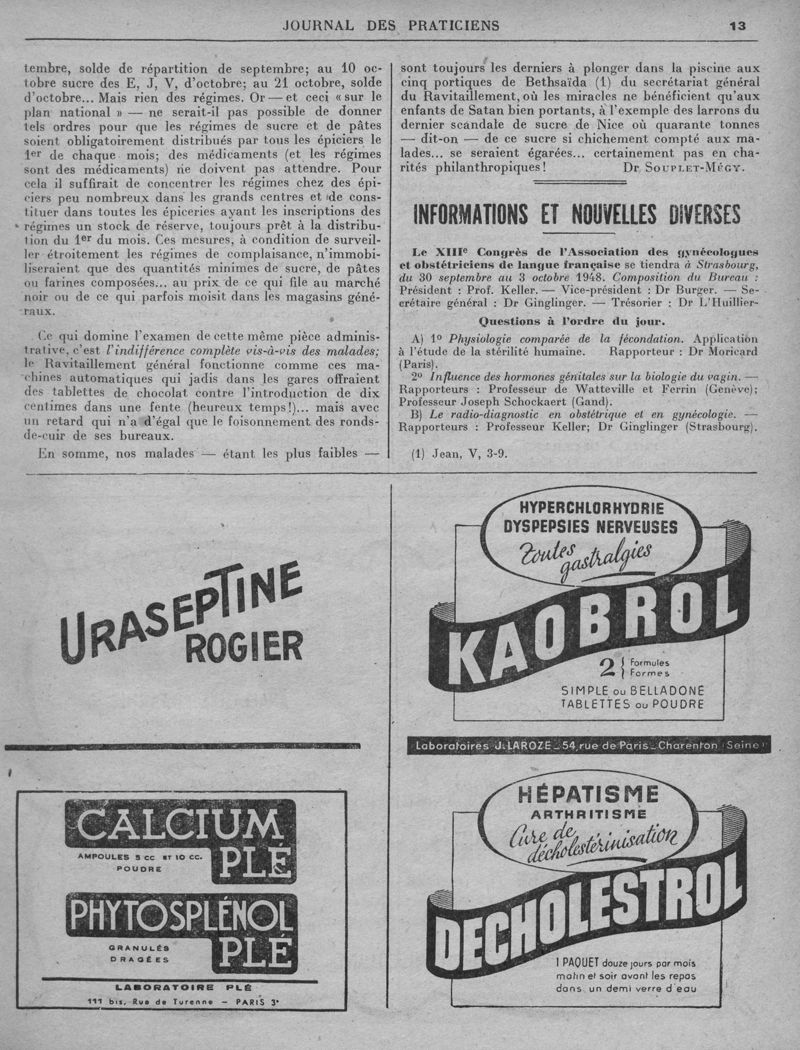 JOURNAL DES PRATICIENS 13
tembre, solde de répartition de septembre; au 10 oc-
tobre sucre des E, J, V, d'octobre; au 21 octobre, solde
d'octobre... Mais rien des régimes. Or — et ceci « sur le
plan national » — ne serait-il pas possible de donner
tels ordres pour que les régimes de sucre et de pâtes
soient obligatoirement distribués par tous les épiciers le
1er de chaque mois; des médicaments (et les régimes
sont des médicaments) ne doivent pas attendre. Pour
cela il suffirait de concentrer les régimes chez des épi-
ciers peu nombreux dans les grands centres et de cons-
tituer dans toutes les épiceries ayant les inscriptions des
régimes un stock de réserve, toujours prêt à la distribu-
tion du 1er du mois. Ces mesures, à condition de surveil-
ler étroitement les régimes de complaisance, n'immobi-
liseraient que des quantités minimes de sucre, de pâtes
ou farines composées... au prix de ce qui file au marché
noir ou de ce qui parfois moisit dans les magasins géné-
raux.
Ce qui domine l'examen de cette même pièce adminis-
trative, c'est l'indifférence complète vis-à-vis des malades;
le Ravitaillement général fonctionne comme ces ma-
chines automatiques qui jadis dans les gares offraient
des tablettes de chocolat contre l'introduction de dix
centimes dans une fente (heureux temps!)... mais avec
un retard qui n'a d'égal que le foisonnement des ronds-
de-cuir de ses bureaux.
En somme, nos malades — étant les plus faibles —
sont toujours les derniers à plonger dans la piscine aux
cinq portiques de Bethsaïda (1) du secrétariat général
du Ravitaillement, où les miracles ne bénéficient qu'aux
enfants de Satan bien portants, à l'exemple des larrons du
dernier scandale de sucre de Nice où quarante tonnes
— dit-on — de ce sucre si chichement compté aux ma-
lades... se seraient égarées... certainement pas en cha-
rités philanthropiques! Dr Souplet-Mégy.
INFORMATIONS ET NOUVELLES DIVERSES
Le XIIIe Congrès de l'Association des gynécologues
et obstétriciens de langue française se tiendra à Strasbourg,
du 30 septembre au 3 octobre 1948. Composition du Bureau :
Président : Prof. Keller. — Vice-président : Dr Burger. — Se-
crétaire général : Dr Ginglinger. — Trésorier : Dr L'Huillier-
Questions à l'ordre du jour.
A) 1o Physiologie comparée de la fécondation. Application
à l'étude de la stérilité humaine. Rapporteur : Dr Moricard
(Paris).
2o Influence des hormones génitales sur la biologie du vagin. —
Rapporteurs : Professeur de Watteville et Ferrin (Genève);
Professeur Joseph Schockaert (Gand).
B) Le radio-diagnostic en obstétrique et en gynécologie. —
Rapporteurs : Professeur Keller; Dr Ginglinger (Strasbourg).
(1) Jean, V, 3-9.
URASEPTINE
ROGIER
CALCIUM
AMPOULES 5 CC ET 10 CC.
POUDRE
PLÉ
PHYTOSPLÉNOL
GRANULÉS
DRAGÉES
PLÉ
LABORATOIRE PLÉ
111 bis, Rue de Turenne — PARIS 3e
HYPERCHLORHYDRIE
DYSPEPSIES NERVEUSES
Toutes
gastralgies
KAOBROL
2 Formules
Formes
SIMPLE ou BELLADONÉ
TABLETTES ou POUDRE
Laboratoires J. LAROZE _ 54, rue de Paris _ Charenton (Seine)
HÉPATISME
ARTHRITISME
Cure de
décholestérinisation
DECHOLESTROL
1 PAQUET douze jours par mois
matin et soir avant les repas
dans un demi verre d'eau